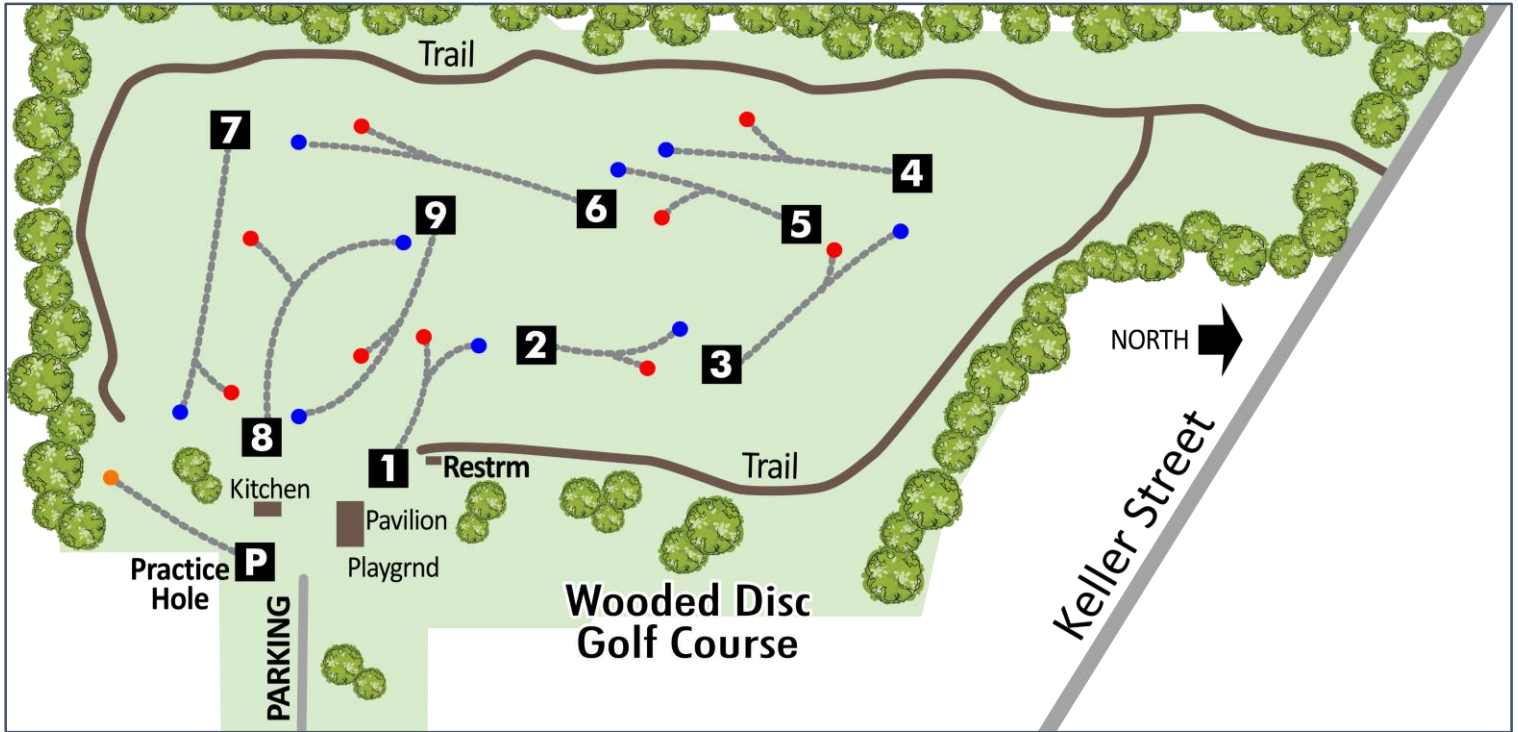 Trail
7
4
6
9
5
NORTH
2
3
8
1
Restrm
Trail
Kitchen
Pavilion
Practice
Hole
P
Playgrnd
Wooded Disc
Golf Course
Keller Street
PARKING